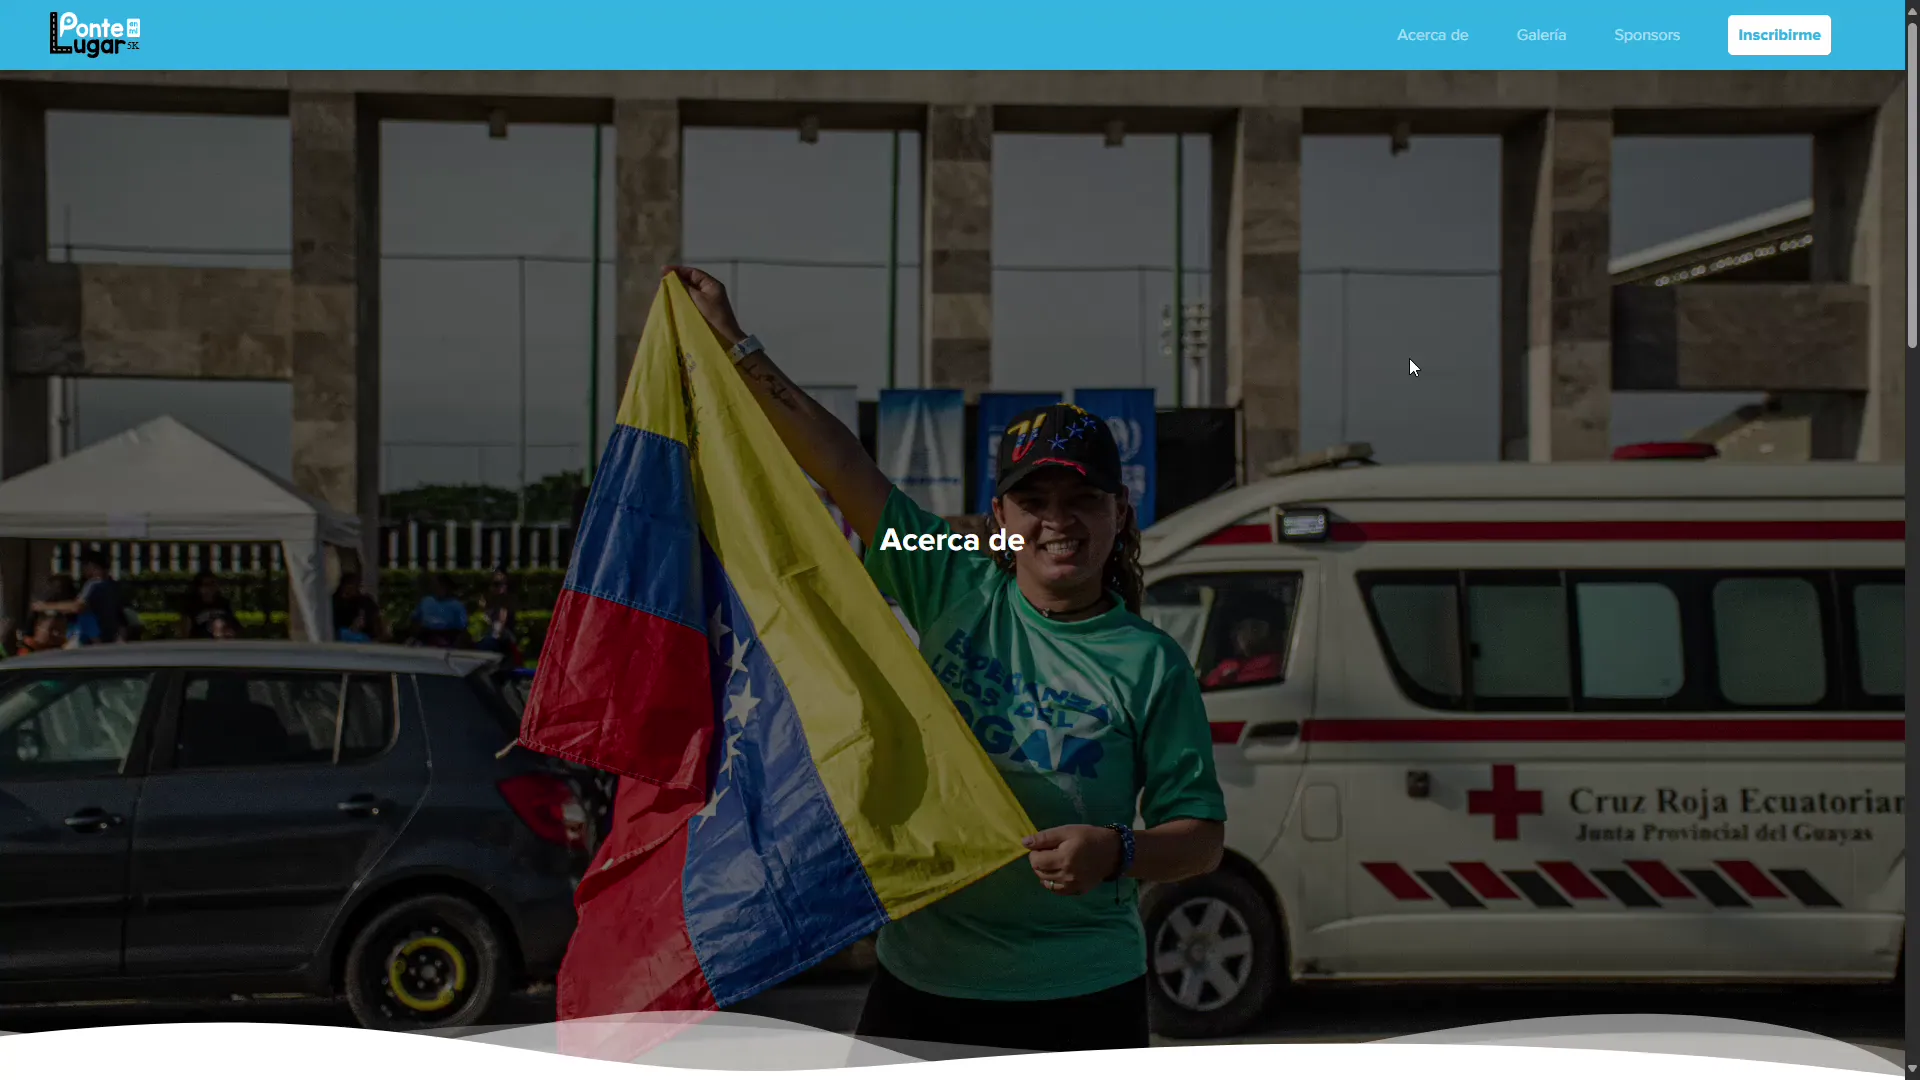 Ponte en mi
Lugar 5K
Acerca de
Galería
Sponsors
Inscribirme
Acerca de
ESPERANZA
LEJOS DEL
HOGAR
Cruz Roja Ecuatorian
Junta Provincial del Guayas